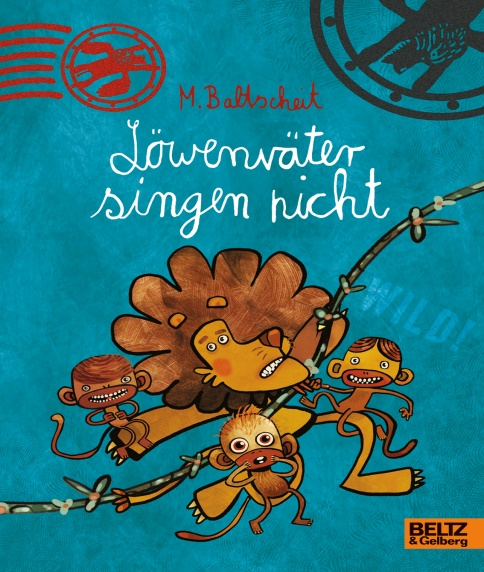 M. Baltscheit
Löwenväter
singen nicht
WILD!
BELTZ
& Gelberg